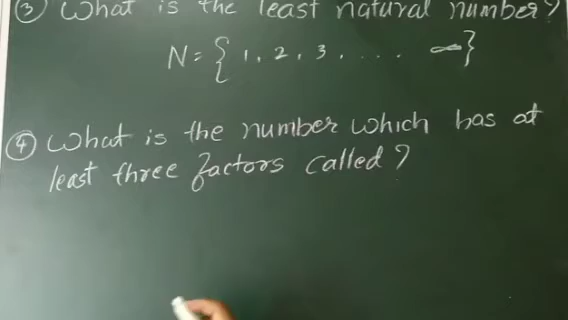 ③ What is the least natural number?
N = { 1, 2, 3, .... ∞}
④ What is the number which has at
least three factors called?